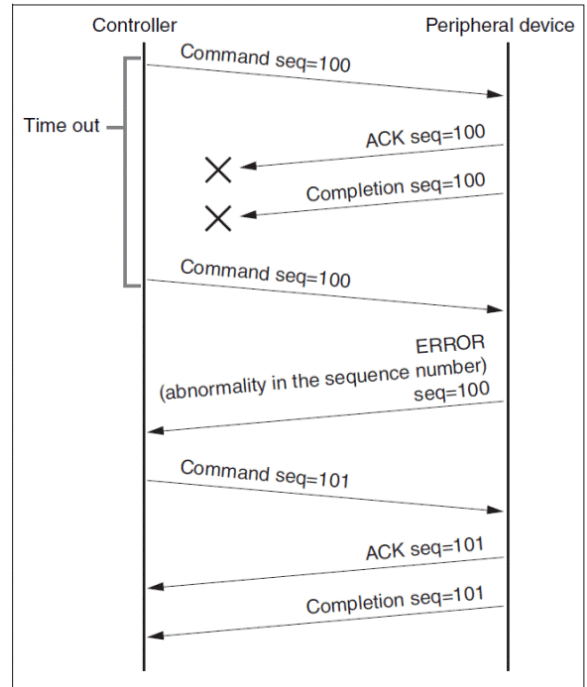 Controller
Peripheral device
Command seq=100
Time out
ACK seq=100
Completion seq=100
Command seq=100
ERROR
(abnormality in the sequence number)
seq=100
Command seq=101
ACK seq=101
Completion seq=101